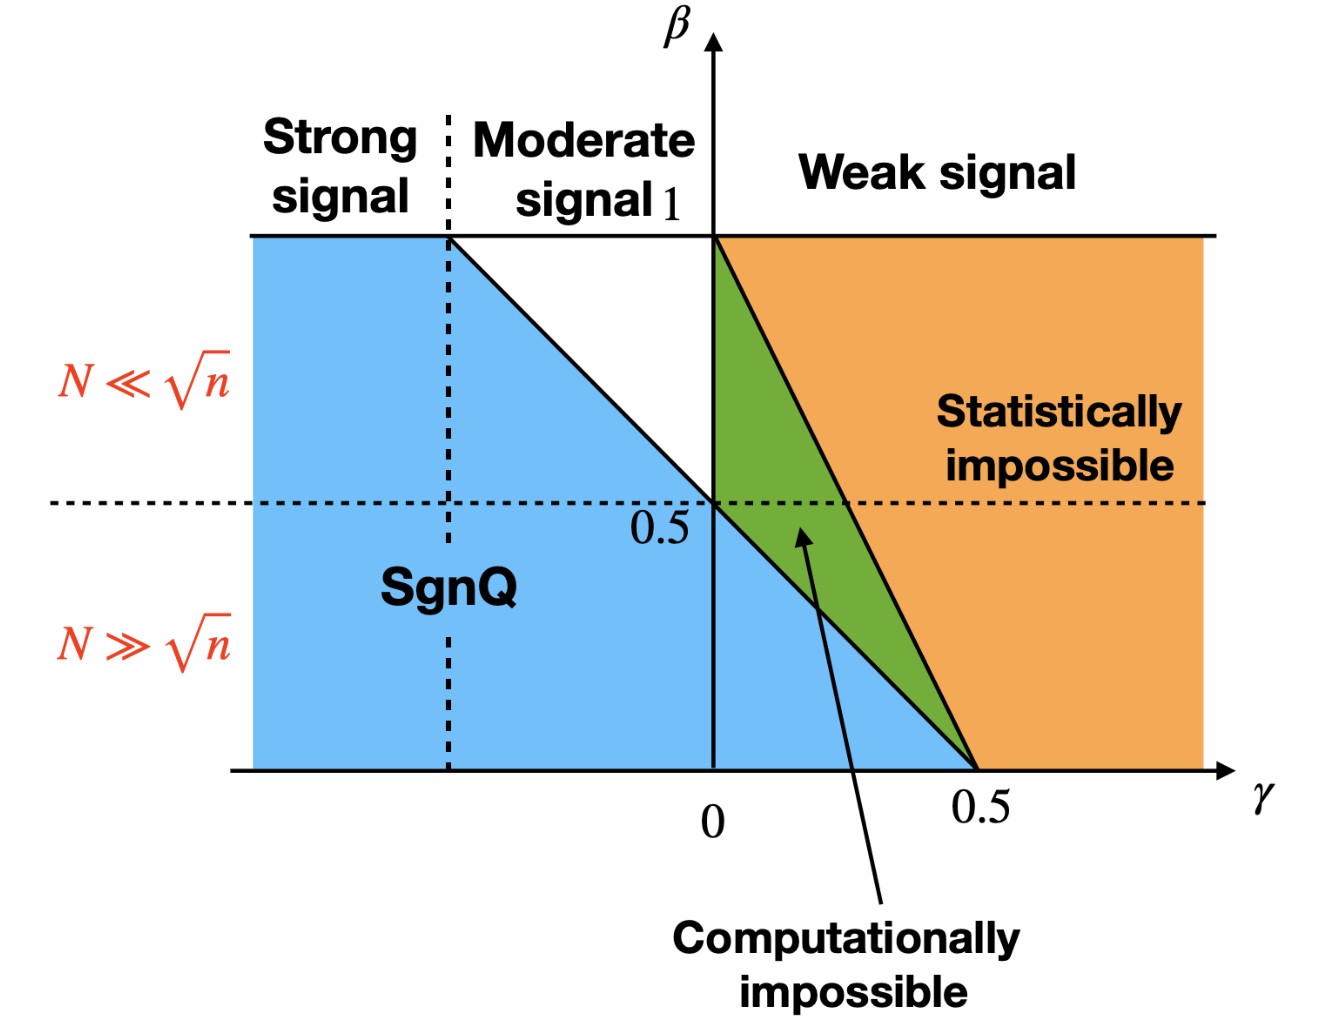 β
Strong
signal
Moderate
signal 1
Weak signal
N ≪ √n
Statistically
impossible
0.5
SgnQ
N ≫ √n
0
0.5
γ
Computationally
impossible